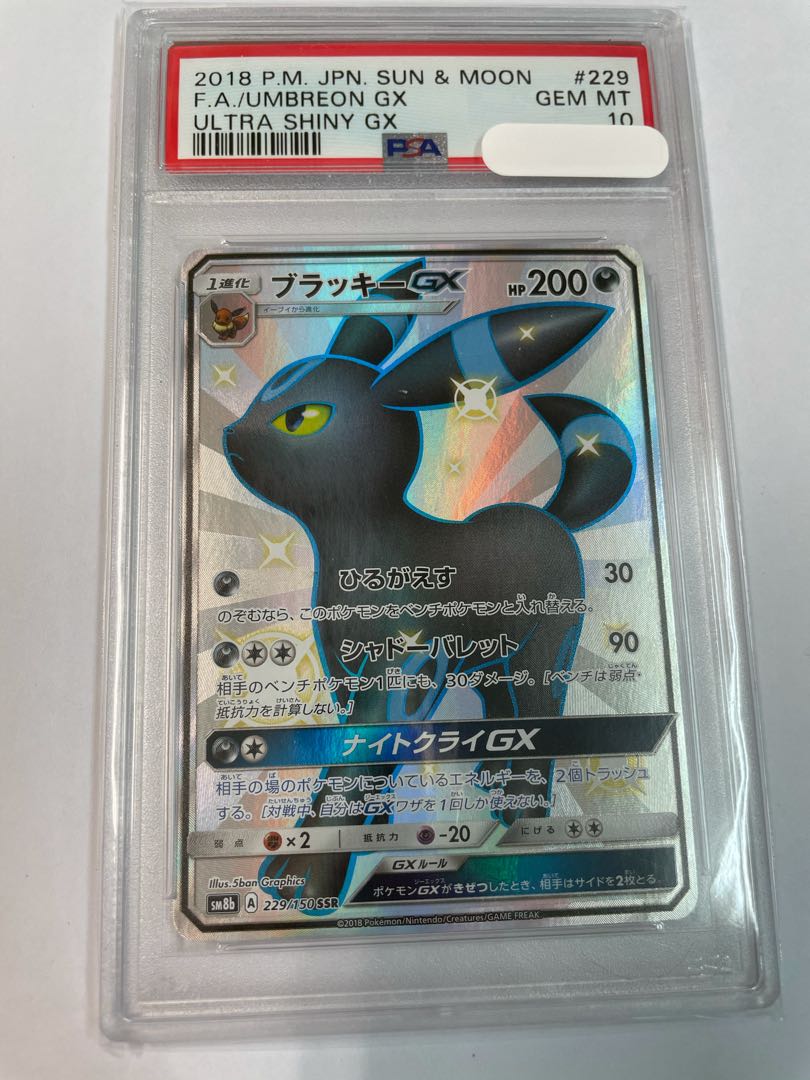 2018 P.M. JPN. SUN & MOON #229
F.A./UMBREON GX GEM MT
ULTRA SHINY GX 10
PSA
1進化 ブラッキーGX HP200
イーブイから進化
ひるがえす 30
のぞむなら、このポケモンをベンチポケモンと入れ替える。
シャドーバレット 90
相手のベンチポケモン1匹にも、30ダメージ。[ベンチは弱点・
抵抗力を計算しない。]
ナイトクライGX
相手の場のポケモンについているエネルギーを、2個トラッシュ
する。[対戦中、自分はGXワザを1回しか使えない。]
弱点 ×2 抵抗力 -20 にげる
GXルール
ポケモンGXがきぜつしたとき、相手はサイドを2枚とる。
Illus.5ban Graphics
SM8b A 229/150 SSR
©2018 Pokémon/Nintendo/Creatures/GAME FREAK